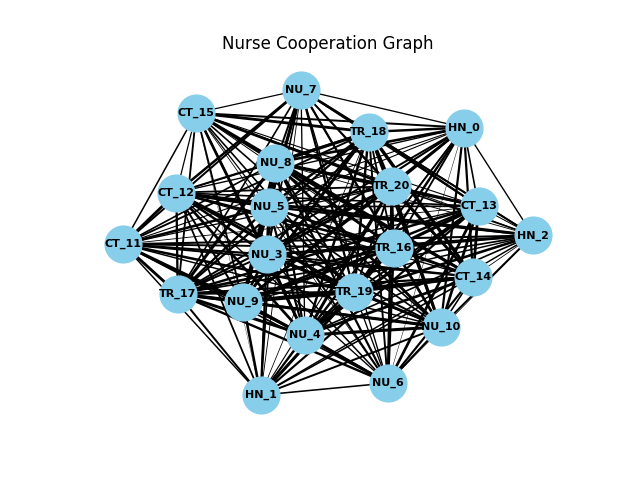 Nurse Cooperation Graph
NU_7
CT_15
HN_0
TR_18
NU_8
TR_20
CT_12
CT_13
NU_5
HN_2
CT_11
TR_16
NU_3
CT_14
TR_19
TR_17
NU_9
NU_10
NU_4
NU_6
HN_1